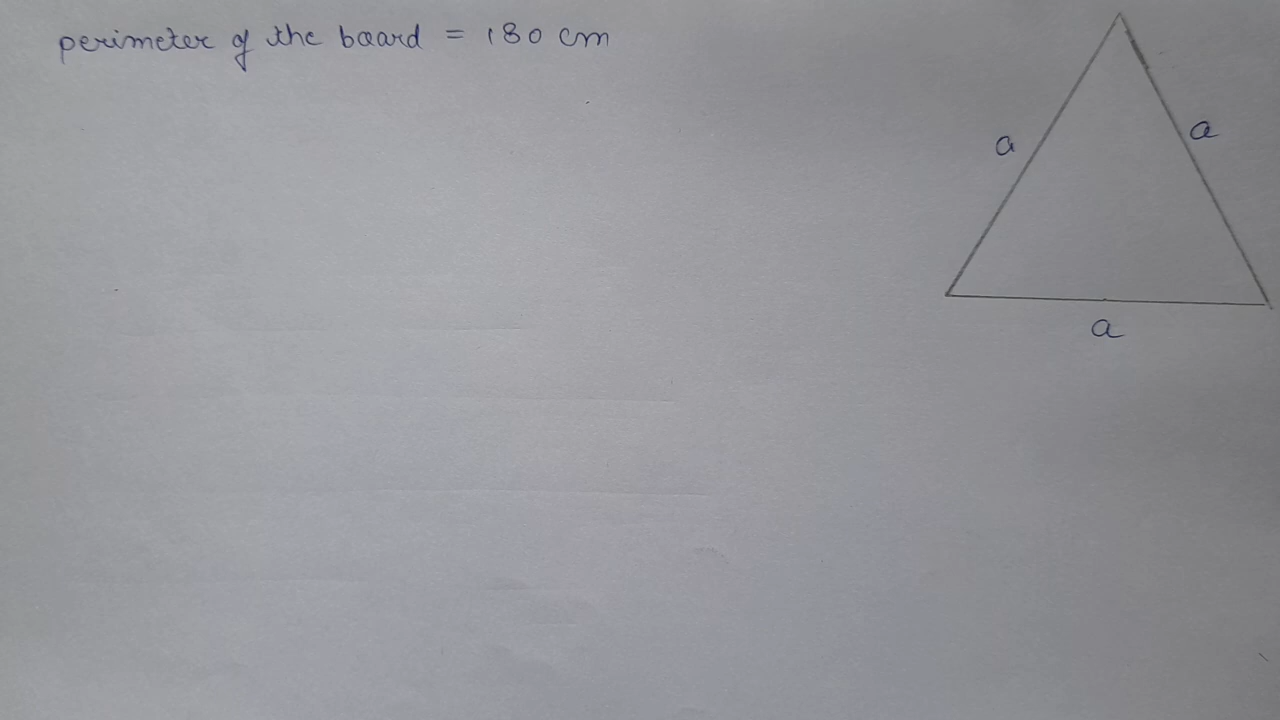 perimeter of the board = 180 cm
a
a
a